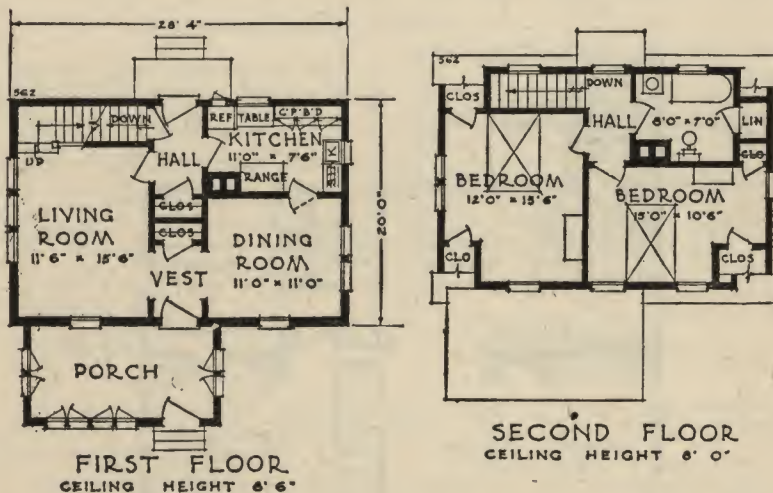 28' 4"
562
DOWN
UP
REF
TABLE
C'P'B'D
KITCHEN
11'0" × 7'6"
RANGE
HALL
CLOS
CLOS
LIVING
ROOM
11'6" × 15'6"
DINING
ROOM
11'0" × 11'0"
VEST
20'0"
PORCH
FIRST FLOOR
CEILING HEIGHT 8' 6"
562
CLOS
DOWN
HALL
8'0" × 7'0"
LIN
CLO
BEDROOM
12'0" × 15'6"
BEDROOM
15'0" × 10'6"
CLO
CLOS
SECOND FLOOR
CEILING HEIGHT 8' 0"